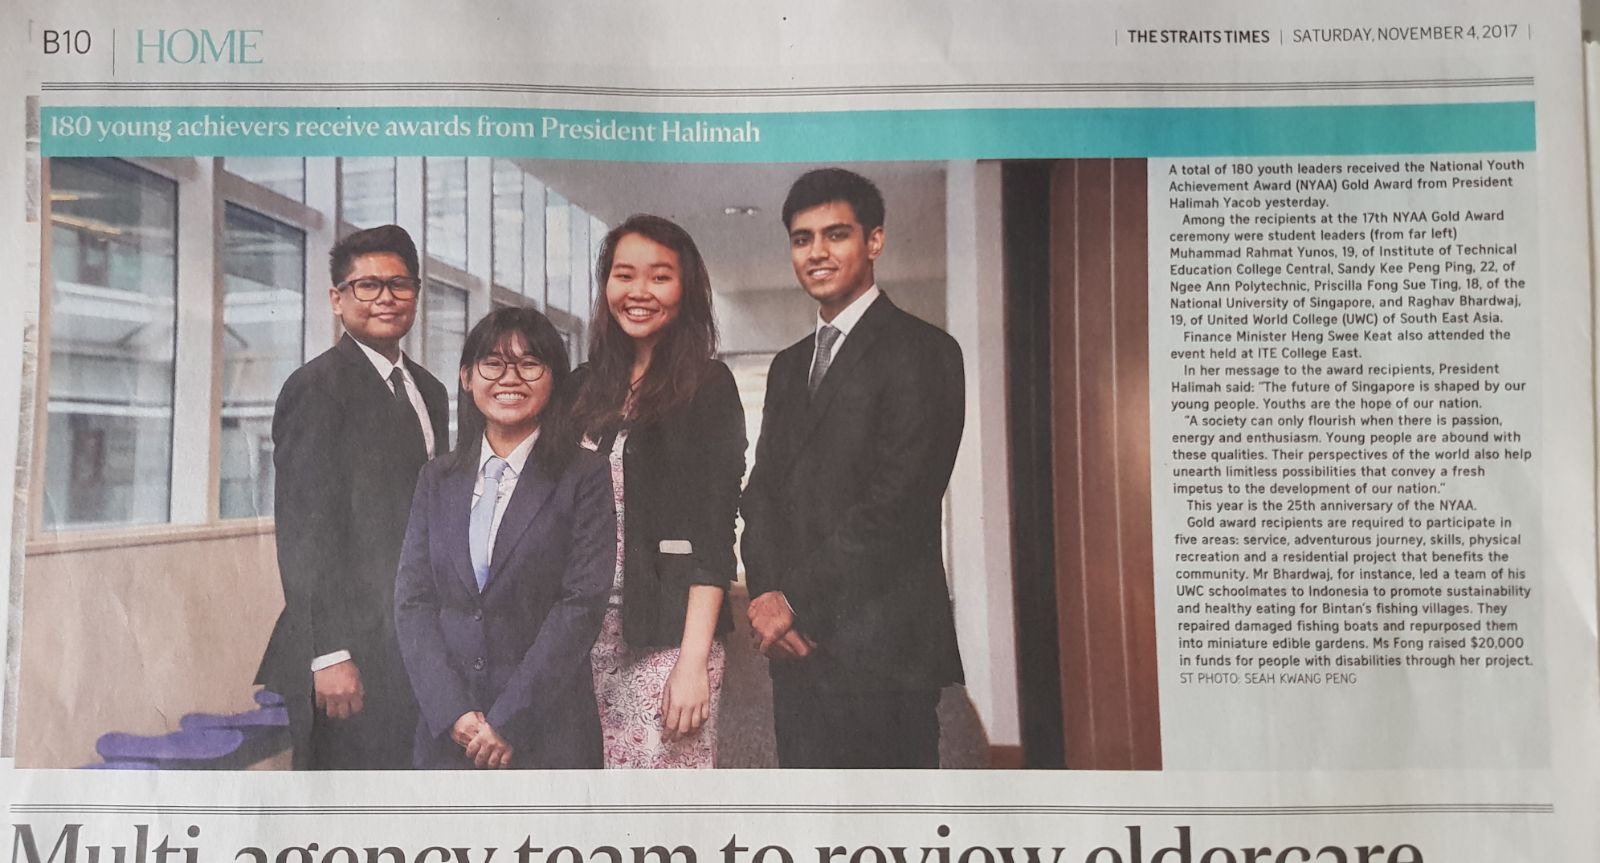 B10 | HOME
| THE STRAITS TIMES | SATURDAY, NOVEMBER 4, 2017 |
180 young achievers receive awards from President Halimah
A total of 180 youth leaders received the National Youth
Achievement Award (NYAA) Gold Award from President
Halimah Yacob yesterday.
Among the recipients at the 17th NYAA Gold Award
ceremony were student leaders (from far left)
Muhammad Rahmat Yunos, 19, of Institute of Technical
Education College Central, Sandy Kee Peng Ping, 22, of
Ngee Ann Polytechnic, Priscilla Fong Sue Ting, 18, of the
National University of Singapore, and Raghav Bhardwaj,
19, of United World College (UWC) of South East Asia.
Finance Minister Heng Swee Keat also attended the
event held at ITE College East.
In her message to the award recipients, President
Halimah said: "The future of Singapore is shaped by our
young people. Youths are the hope of our nation.
"A society can only flourish when there is passion,
energy and enthusiasm. Young people are abound with
these qualities. Their perspectives of the world also help
unearth limitless possibilities that convey a fresh
impetus to the development of our nation."
This year is the 25th anniversary of the NYAA.
Gold award recipients are required to participate in
five areas: service, adventurous journey, skills, physical
recreation and a residential project that benefits the
community. Mr Bhardwaj, for instance, led a team of his
UWC schoolmates to Indonesia to promote sustainability
and healthy eating for Bintan's fishing villages. They
repaired damaged fishing boats and repurposed them
into miniature edible gardens. Ms Fong raised $20,000
in funds for people with disabilities through her project.
ST PHOTO: SEAH KWANG PENG
Multi-agency team to review eldercare